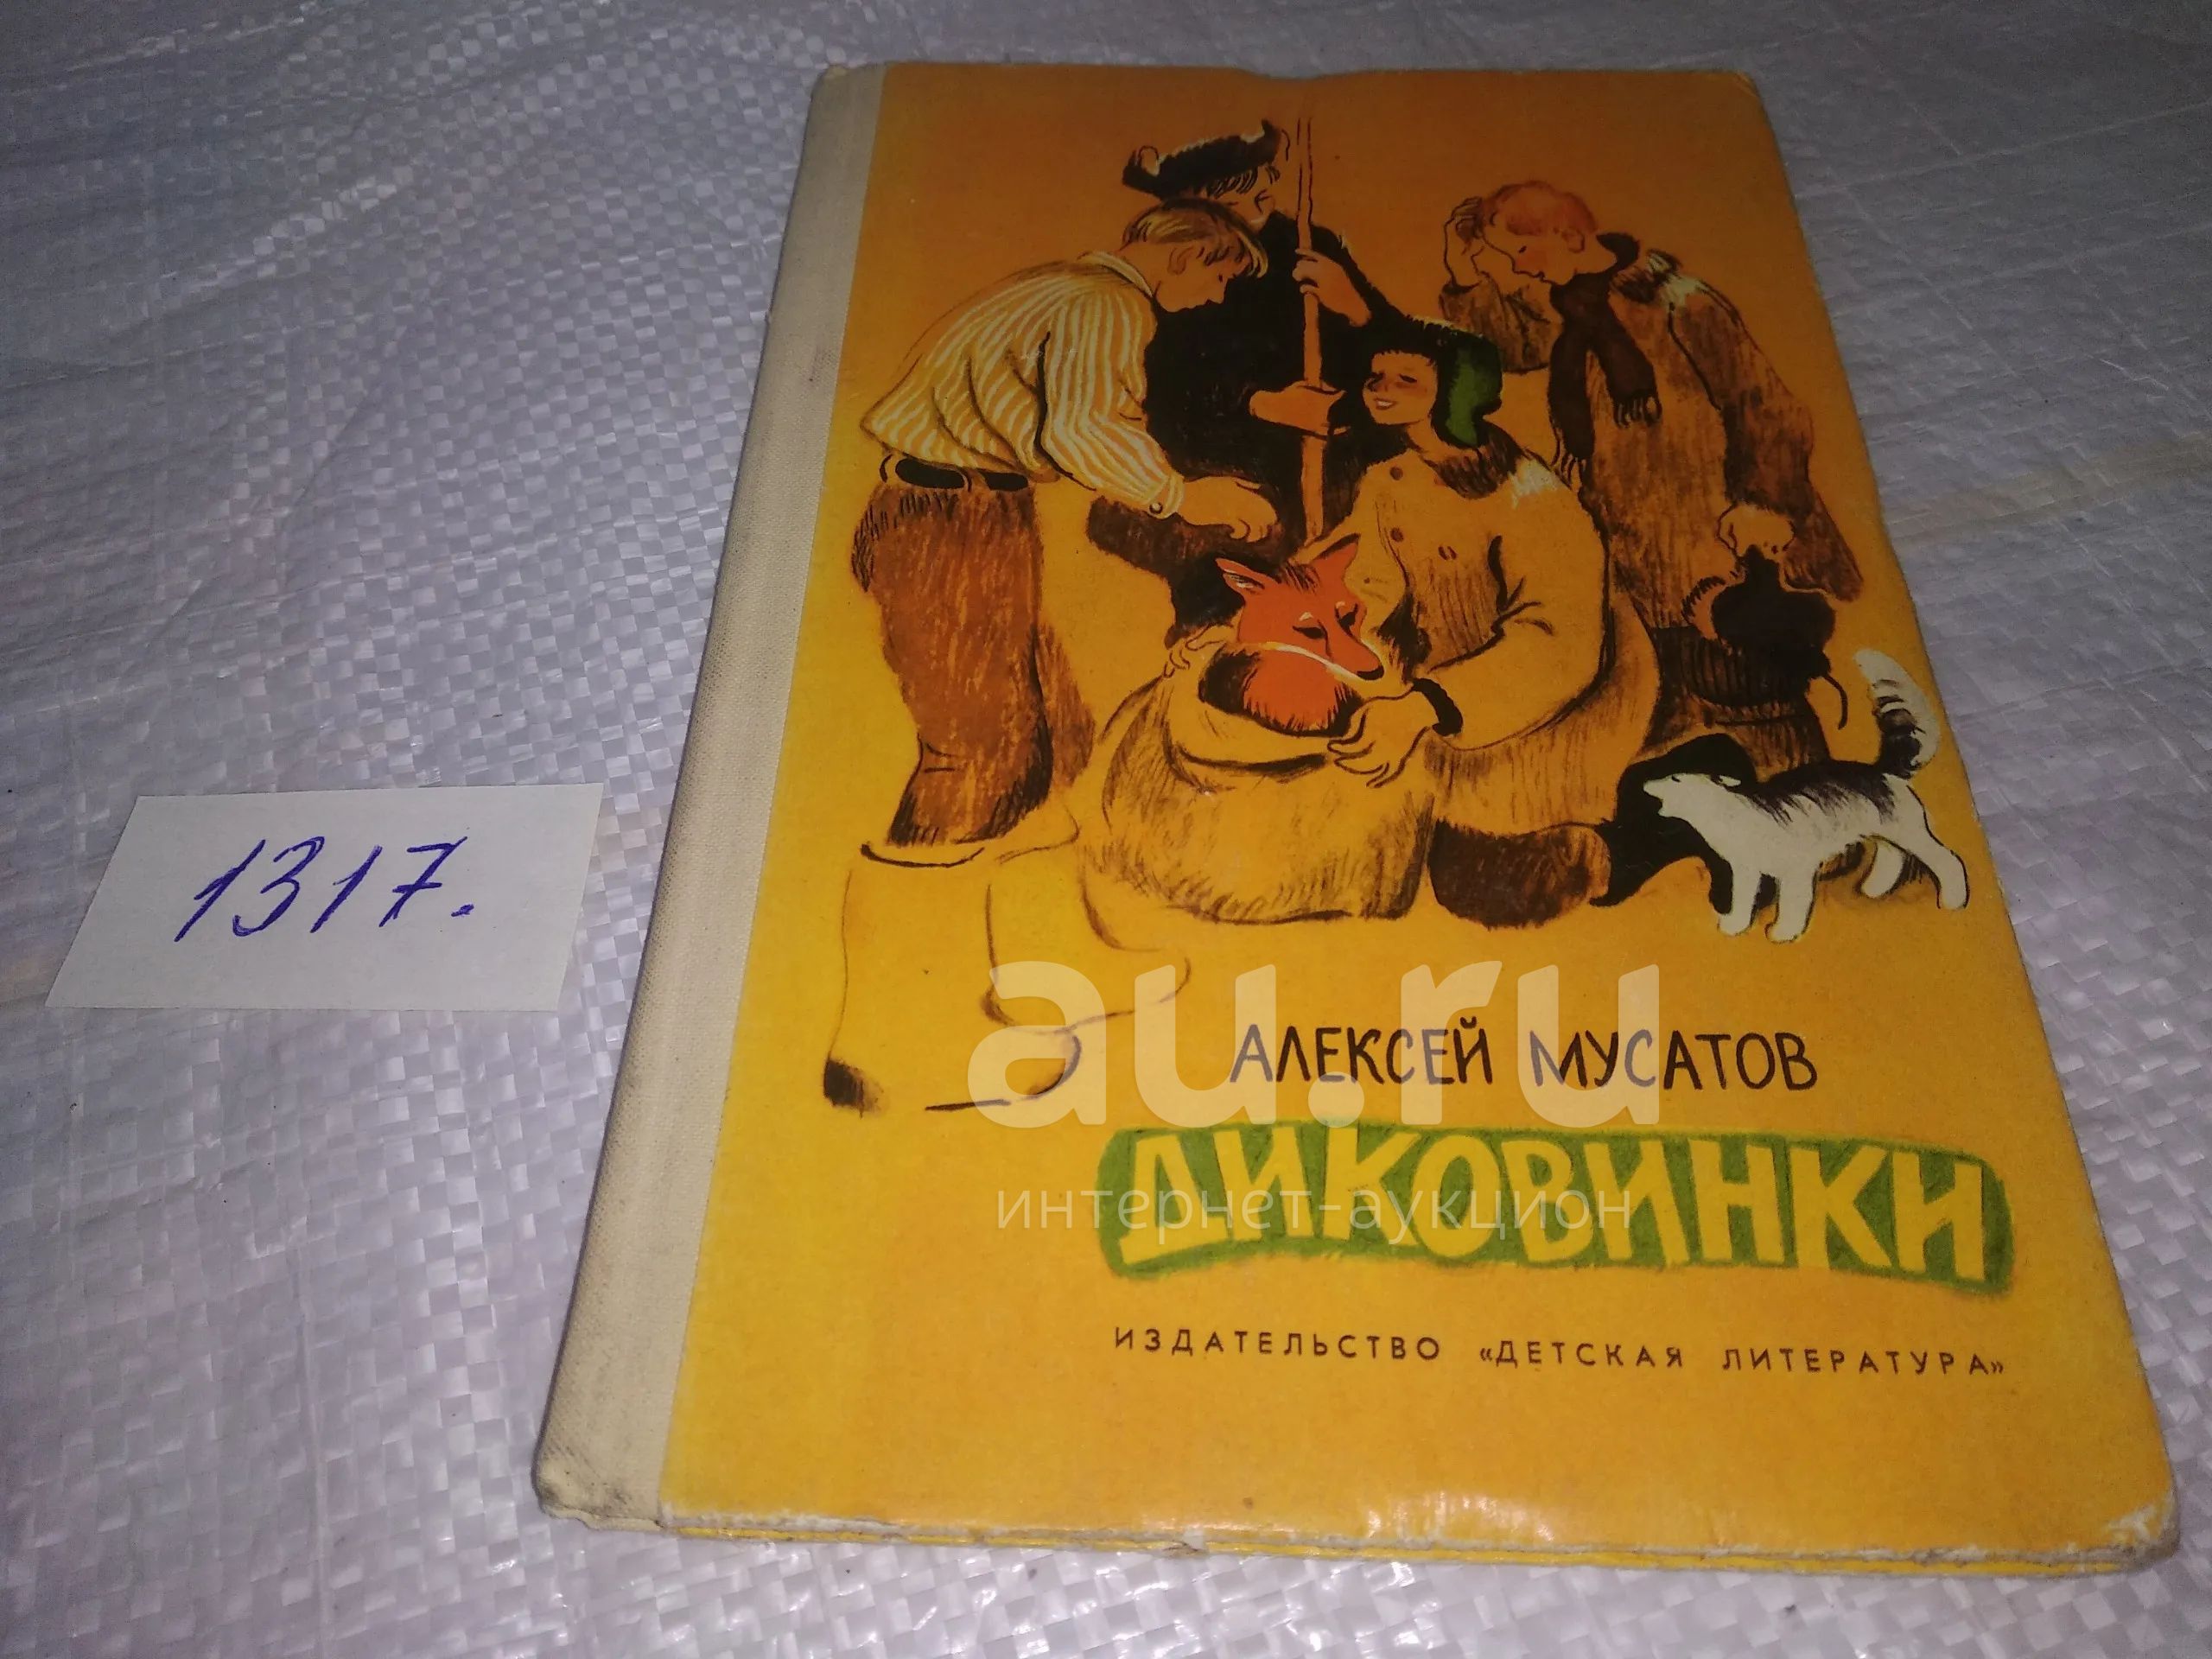 1317.
au.ru
АЛЕКСЕЙ МУСАТОВ
ДИКОВИНКИ
интернет-аукцион
ИЗДАТЕЛЬСТВО «ДЕТСКАЯ ЛИТЕРАТУРА»